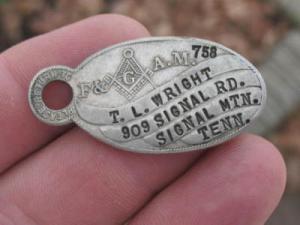 F & A.M. 758
G
T. L. WRIGHT
909 SIGNAL RD.
SIGNAL MTN.
TENN.